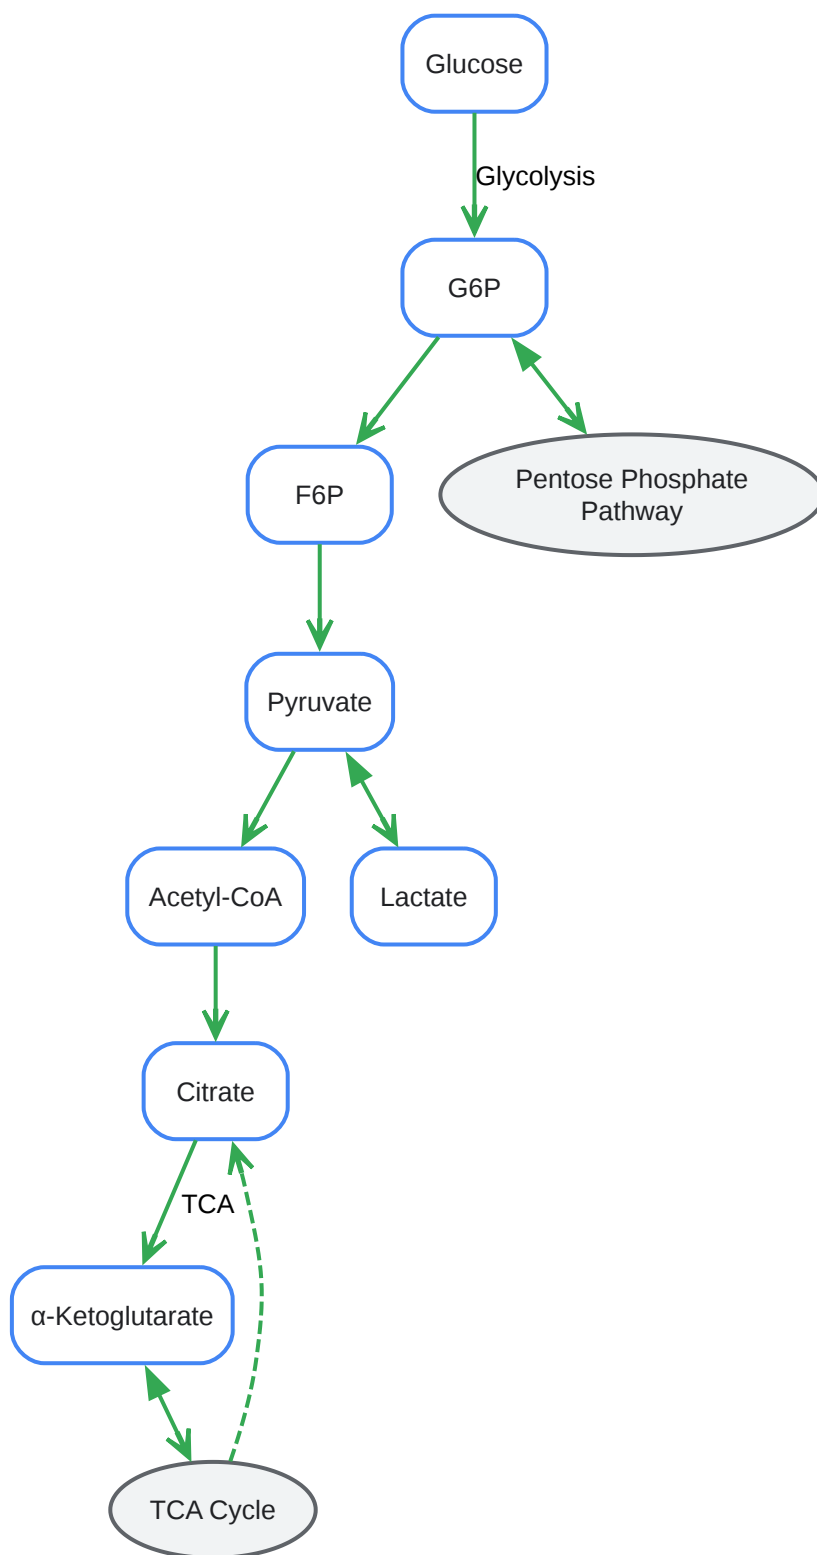 Glucose
Glycolysis
G6P
F6P
Pentose Phosphate
Pathway
Pyruvate
Acetyl-CoA
Lactate
Citrate
TCA
α-Ketoglutarate
TCA Cycle